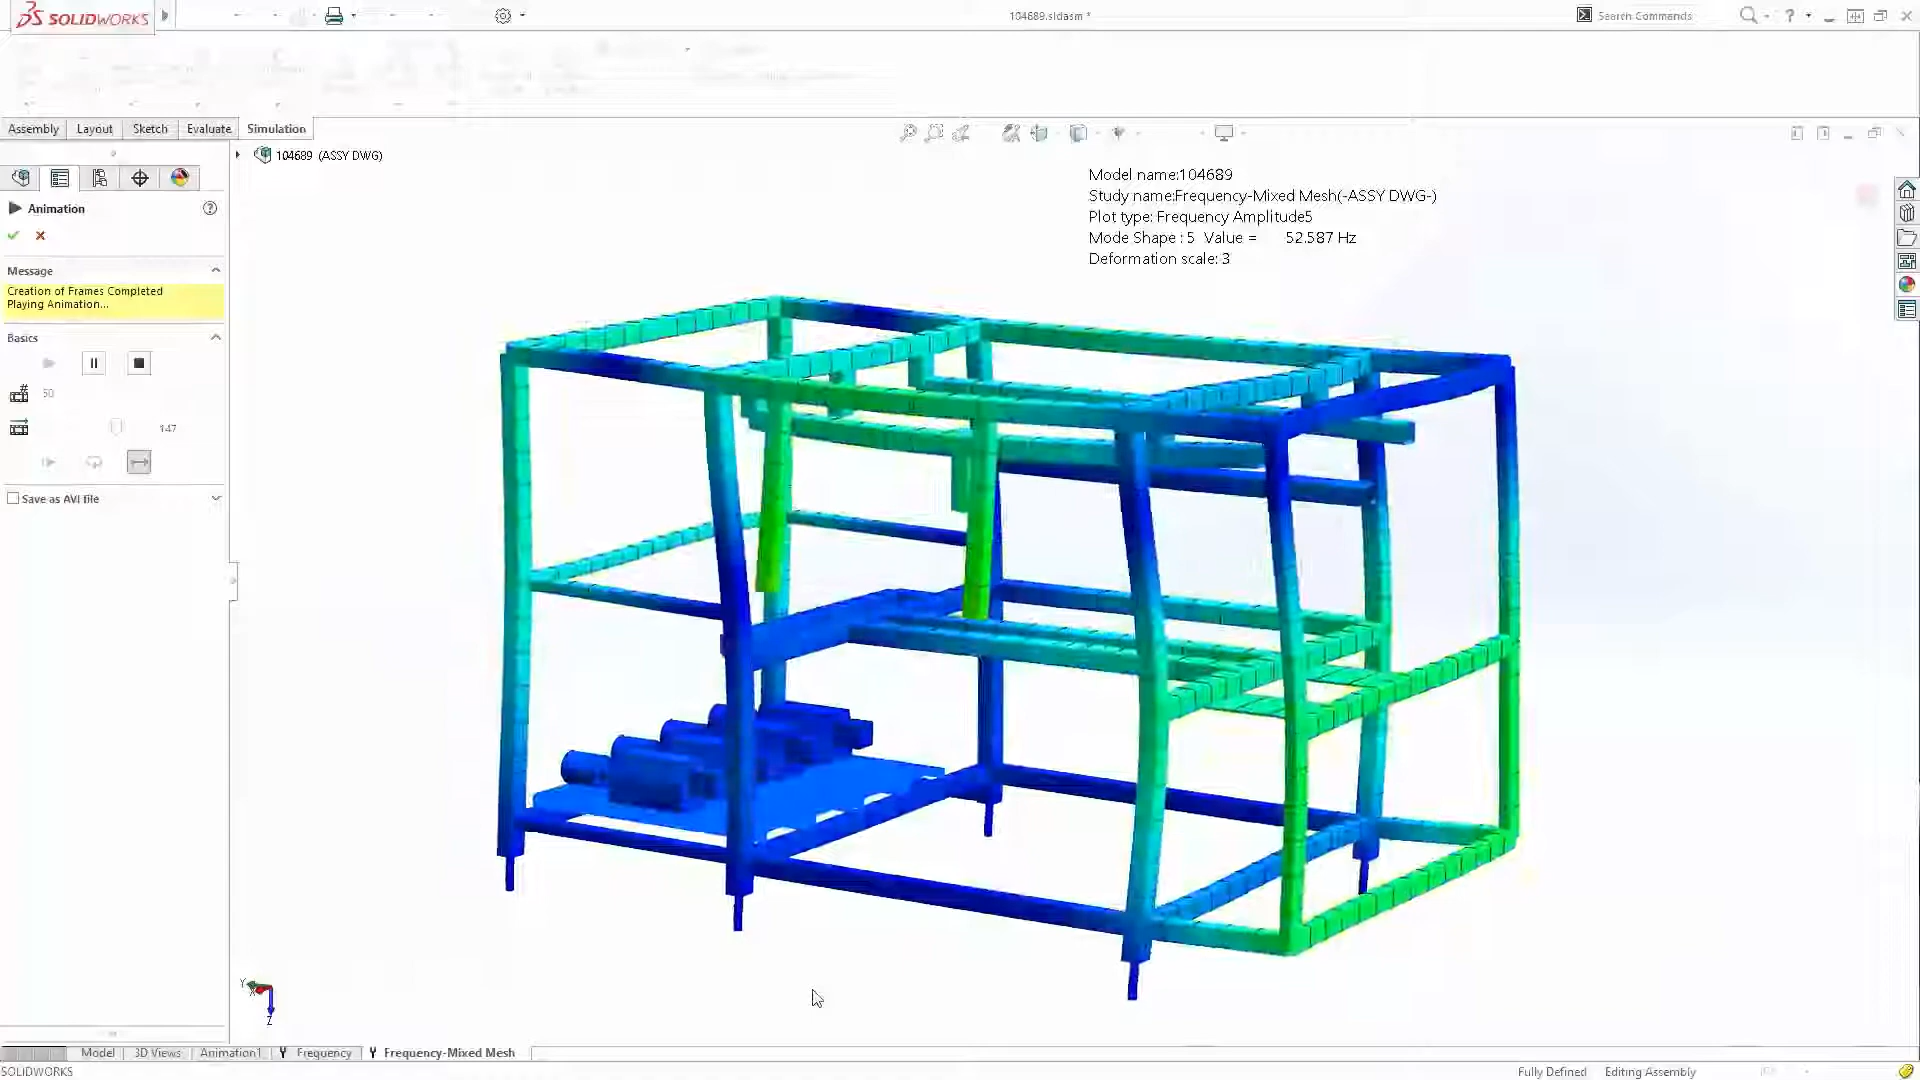 SOLIDWORKS
104689.sldasm *
Search Commands
?
Assembly
Layout
Sketch
Evaluate
Simulation
104689 (ASSY DWG)
Model name:104689
Study name:Frequency-Mixed Mesh(-ASSY DWG-)
Plot type: Frequency Amplitude5
Mode Shape : 5 Value = 52.587 Hz
Deformation scale: 3
Animation
?
Message
Creation of Frames Completed
Playing Animation...
Basics
50
147
Save as AVI file
Y
X
Z
Model
3D Views
Animation1
Frequency
Frequency-Mixed Mesh
SOLIDWORKS
Fully Defined
Editing Assembly